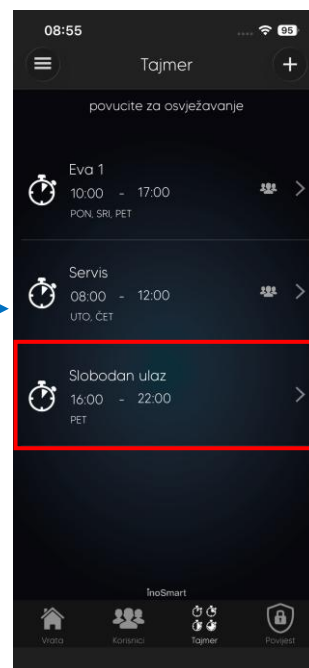 08:55
95
Tajmer
povucite za osvježavanje
Eva 1
10:00 - 17:00
PON, SRI, PET
Servis
08:00 - 12:00
UTO, ČET
Slobodan ulaz
16:00 - 22:00
PET
InoSmart
Vrata Korisnici Tajmer Povijest